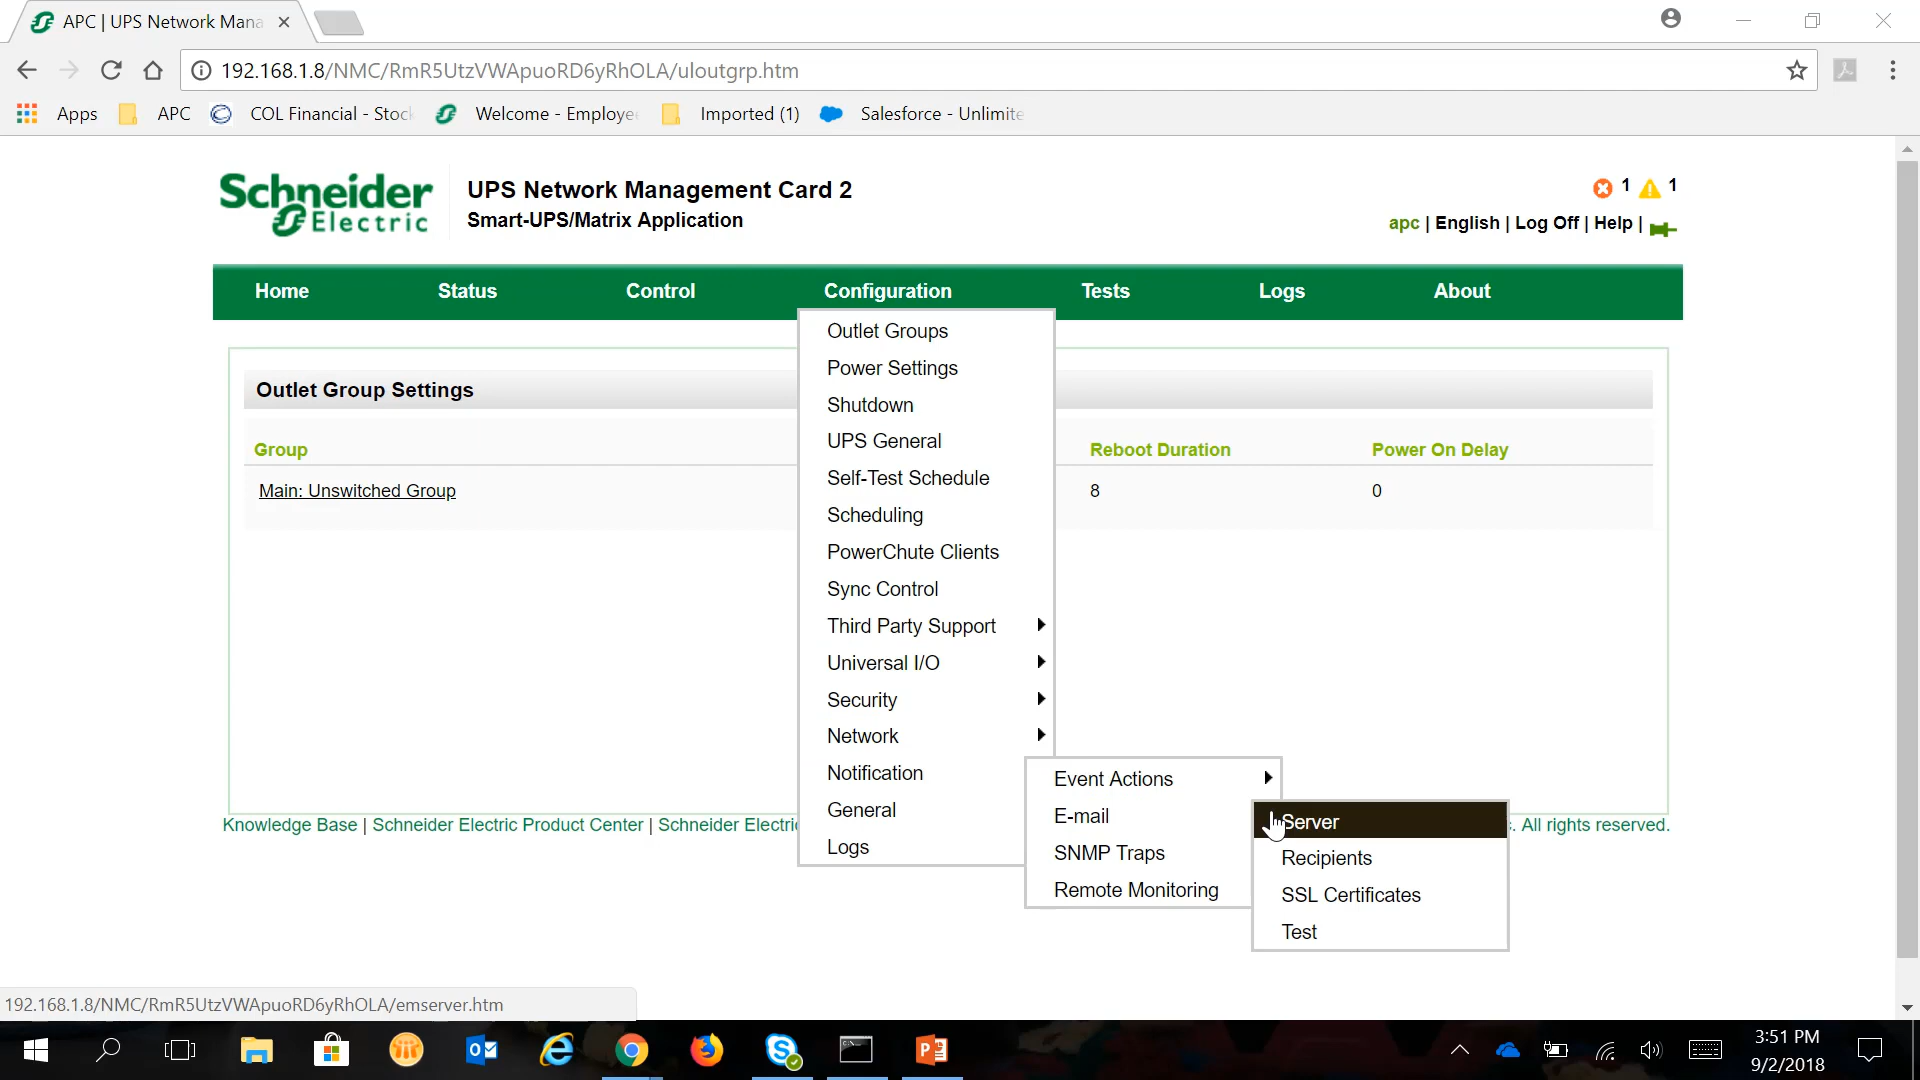 APC | UPS Network Mana
192.168.1.8/NMC/RmR5UtzVWApuoRD6yRhOLA/uloutgrp.htm
Apps APC COL Financial - Stoc Welcome - Employe Imported (1) Salesforce - Unlimite
Schneider Electric
UPS Network Management Card 2
Smart-UPS/Matrix Application
1 1
apc | English | Log Off | Help |
Home Status Control Configuration Tests Logs About
Outlet Groups
Power Settings
Shutdown
UPS General
Self-Test Schedule
Scheduling
PowerChute Clients
Sync Control
Third Party Support
Universal I/O
Security
Network
Notification
General
Logs
Event Actions
E-mail
SNMP Traps
Remote Monitoring
Server
Recipients
SSL Certificates
Test
Outlet Group Settings
Group Reboot Duration Power On Delay
Main: Unswitched Group 8 0
Knowledge Base | Schneider Electric Product Center | Schneider Electri
. All rights reserved.
192.168.1.8/NMC/RmR5UtzVWApuoRD6yRhOLA/emserver.htm
3:51 PM
9/2/2018